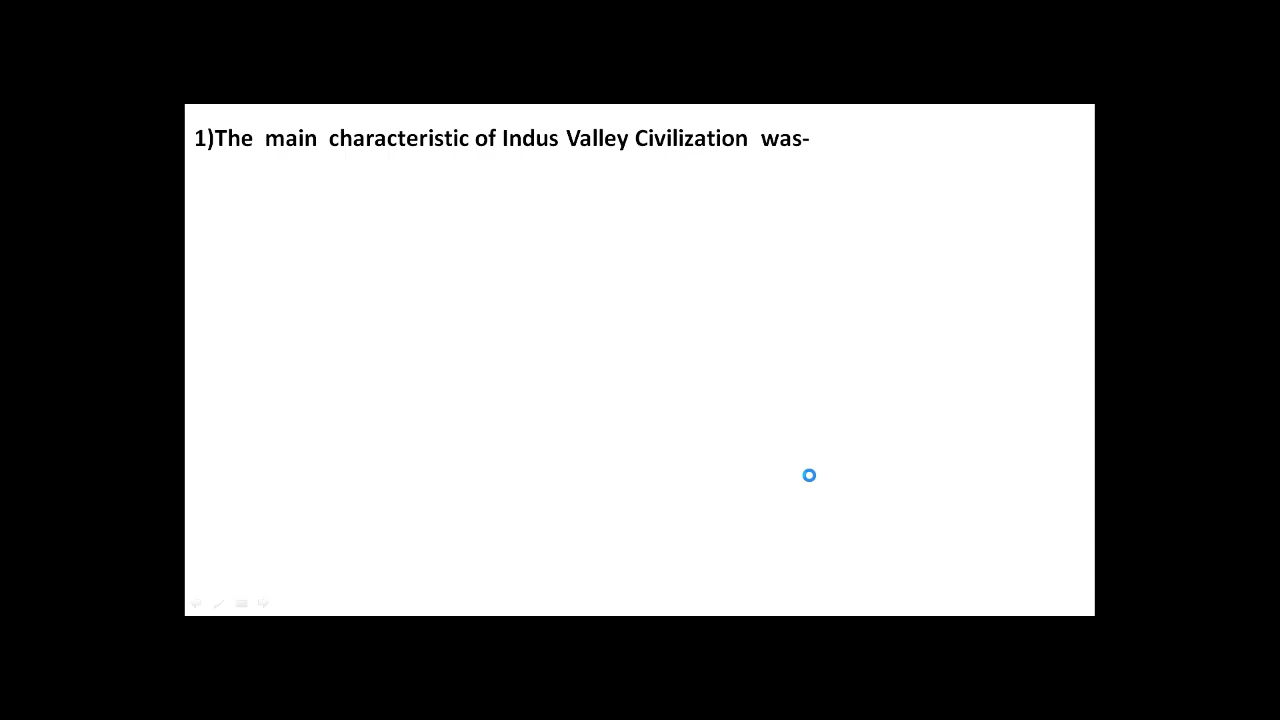 1)The main characteristic of Indus Valley Civilization was-